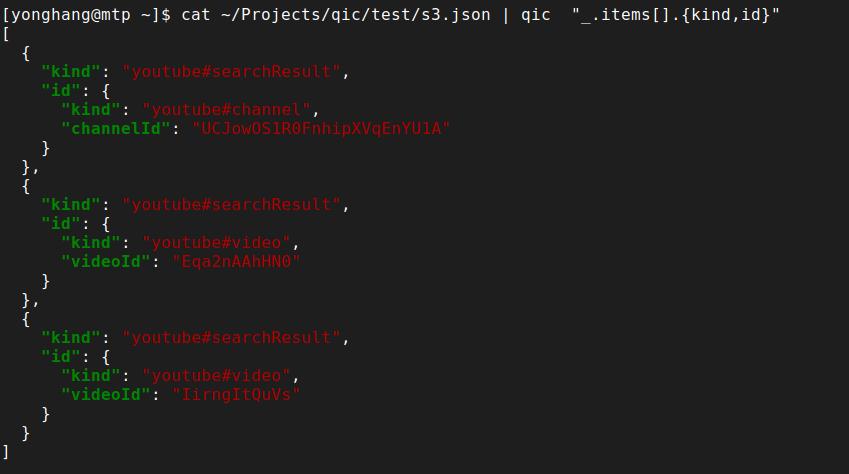 [yonghang@mtp ~]$ cat ~/Projects/qic/test/s3.json | qic  "_.items[].{kind,id}"
[
  {
    "kind": "youtube#searchResult",
    "id": {
      "kind": "youtube#channel",
      "channelId": "UCJowOS1R0FnhipXVqEnYU1A"
    }
  },
  {
    "kind": "youtube#searchResult",
    "id": {
      "kind": "youtube#video",
      "videoId": "Eqa2nAAhHN0"
    }
  },
  {
    "kind": "youtube#searchResult",
    "id": {
      "kind": "youtube#video",
      "videoId": "IirngItQuVs"
    }
  }
]